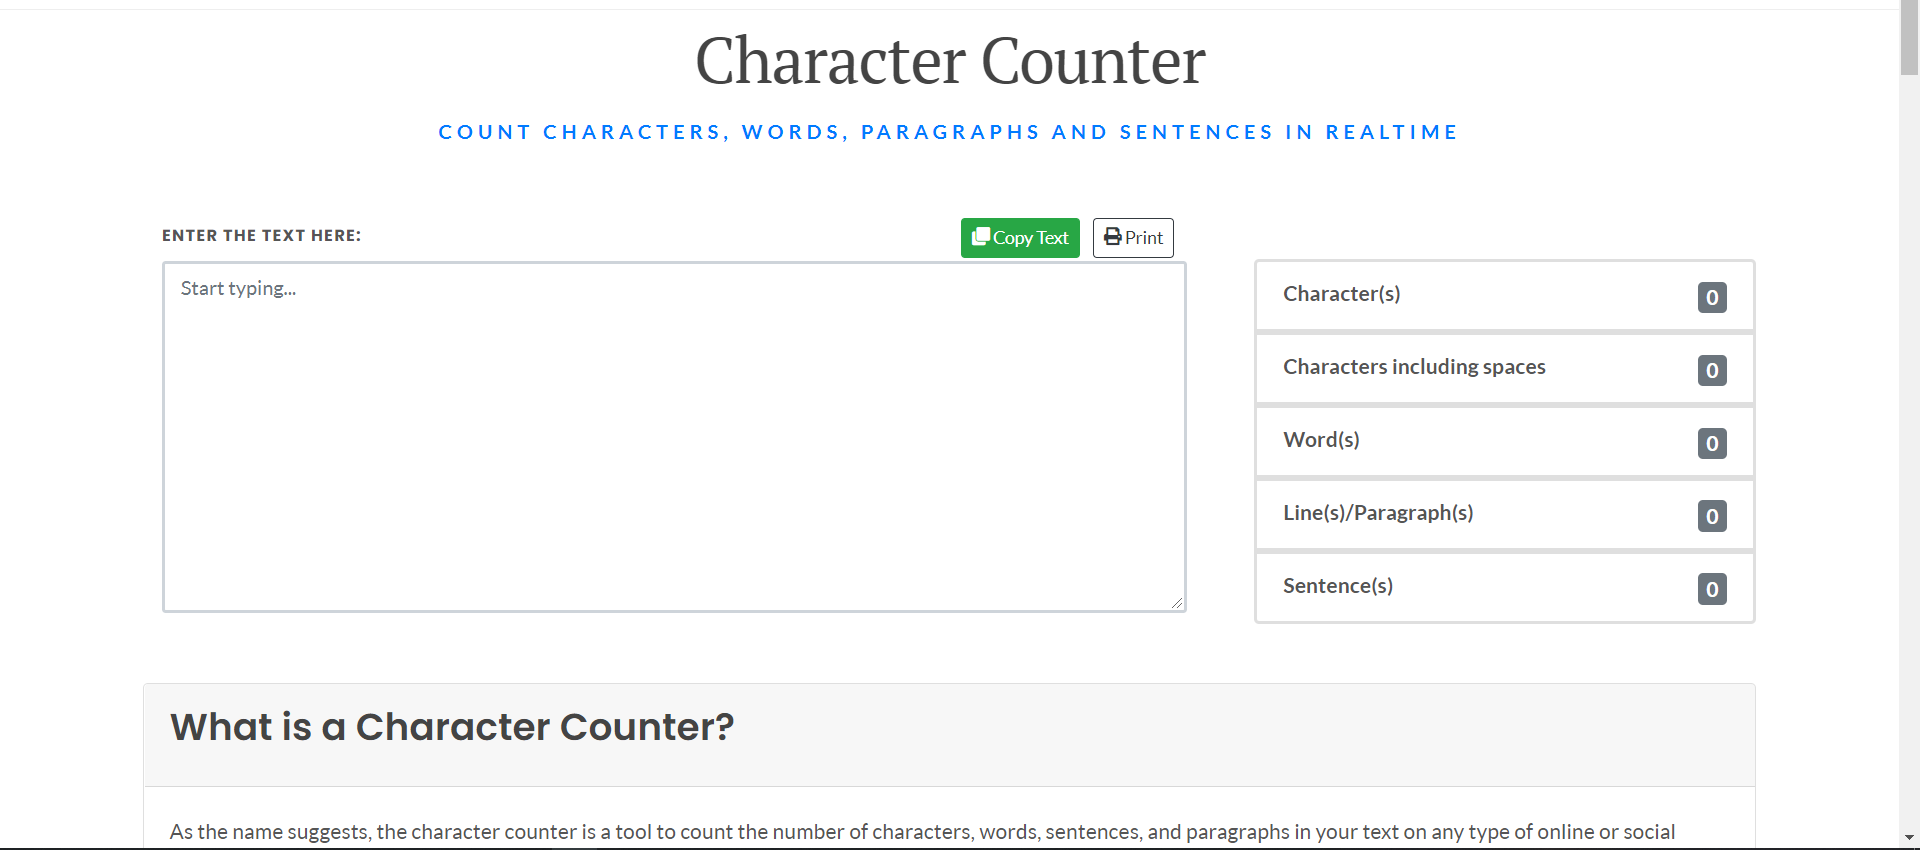 Character Counter
COUNT CHARACTERS, WORDS, PARAGRAPHS AND SENTENCES IN REALTIME
ENTER THE TEXT HERE:
Copy Text
Print
Start typing...
Character(s) 0
Characters including spaces 0
Word(s) 0
Line(s)/Paragraph(s) 0
Sentence(s) 0
What is a Character Counter?
As the name suggests, the character counter is a tool to count the number of characters, words, sentences, and paragraphs in your text on any type of online or social